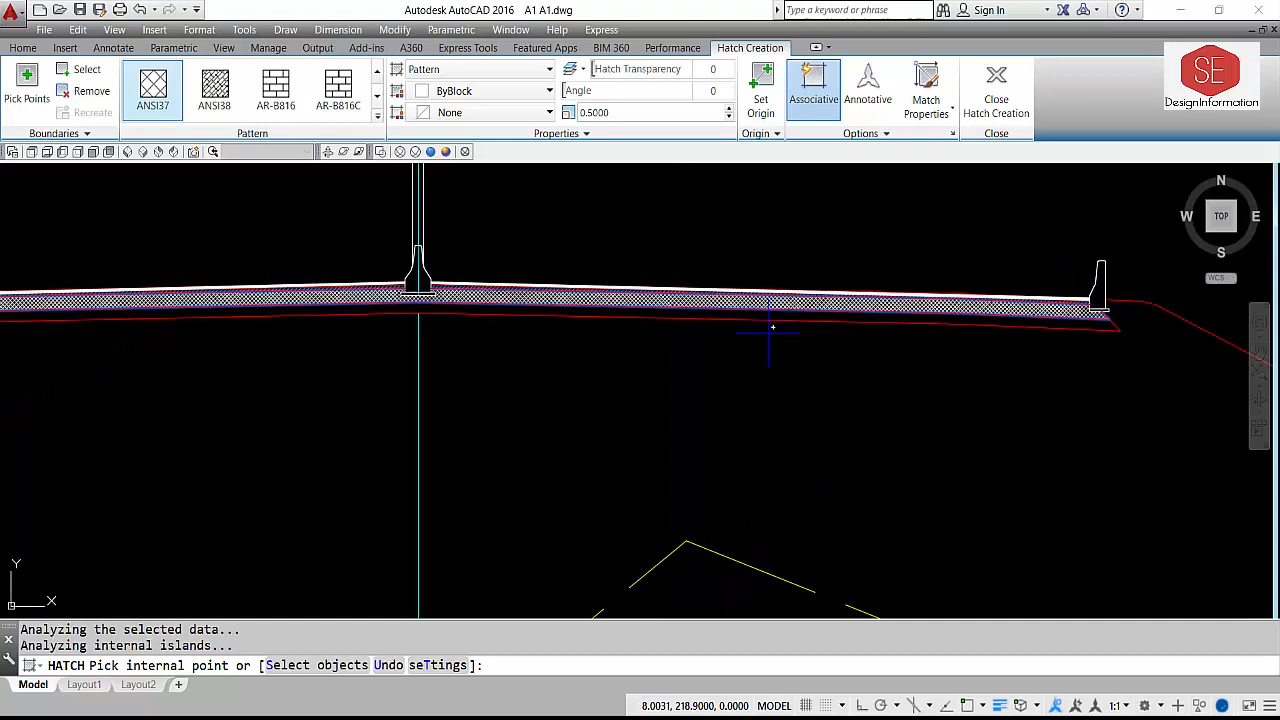 Autodesk AutoCAD 2016 A1 A1.dwg
Type a keyword or phrase
Sign In
File Edit View Insert Format Tools Draw Dimension Modify Parametric Window Help Express
Home Insert Annotate Parametric View Manage Output Add-ins A360 Express Tools Featured Apps BIM 360 Performance Hatch Creation
Pick Points
Select
Remove
Recreate
Boundaries
ANSI37
ANSI38
AR-B816
AR-B816C
Pattern
Pattern
ByBlock
None
Hatch Transparency 0
Angle 0
0.5000
Properties
Set Origin
Origin
Associative
Annotative
Match Properties
Options
Close Hatch Creation
Close
SE
DesignInformation
N
W
TOP
E
S
WCS
Y
X
Analyzing the selected data...
Analyzing internal islands...
HATCH Pick internal point or [Select objects Undo seTtings]:
Model Layout1 Layout2 +
8.0031, 218.9000, 0.0000 MODEL
1:1